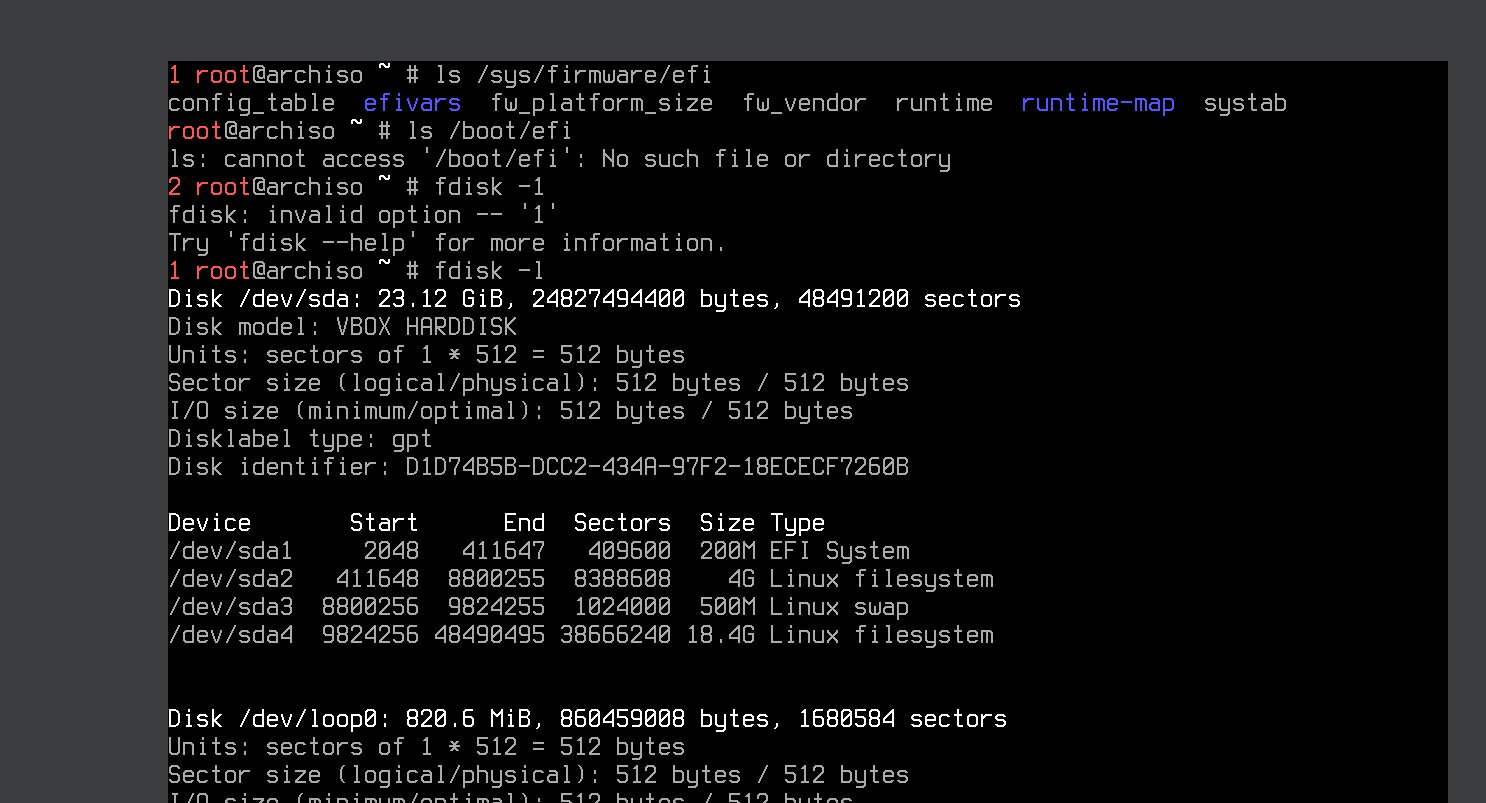 1 root@archiso ~ # ls /sys/firmware/efi
config_table  efivars  fw_platform_size  fw_vendor  runtime  runtime-map  systab
root@archiso ~ # ls /boot/efi
ls: cannot access '/boot/efi': No such file or directory
2 root@archiso ~ # fdisk -1
fdisk: invalid option -- '1'
Try 'fdisk --help' for more information.
1 root@archiso ~ # fdisk -l
Disk /dev/sda: 23.12 GiB, 24827494400 bytes, 48491200 sectors
Disk model: VBOX HARDDISK
Units: sectors of 1 * 512 = 512 bytes
Sector size (logical/physical): 512 bytes / 512 bytes
I/O size (minimum/optimal): 512 bytes / 512 bytes
Disklabel type: gpt
Disk identifier: D1D74B5B-DCC2-434A-97F2-18ECECF7260B
Device       Start      End  Sectors  Size Type
/dev/sda1     2048   411647   409600  200M EFI System
/dev/sda2   411648  8800255  8388608    4G Linux filesystem
/dev/sda3  8800256  9824255  1024000  500M Linux swap
/dev/sda4  9824256 48490495 38666240 18.4G Linux filesystem
Disk /dev/loop0: 820.6 MiB, 860459008 bytes, 1680584 sectors
Units: sectors of 1 * 512 = 512 bytes
Sector size (logical/physical): 512 bytes / 512 bytes
I/O size (minimum/optimal): 512 bytes / 512 bytes